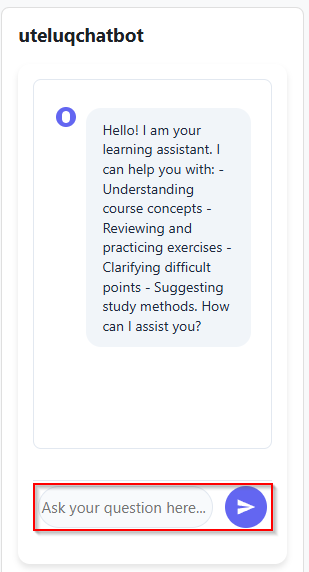 uteluqchatbot
Hello! I am your
learning assistant. I
can help you with: -
Understanding
course concepts -
Reviewing and
practicing exercises -
Clarifying difficult
points - Suggesting
study methods. How
can I assist you?
Ask your question here...